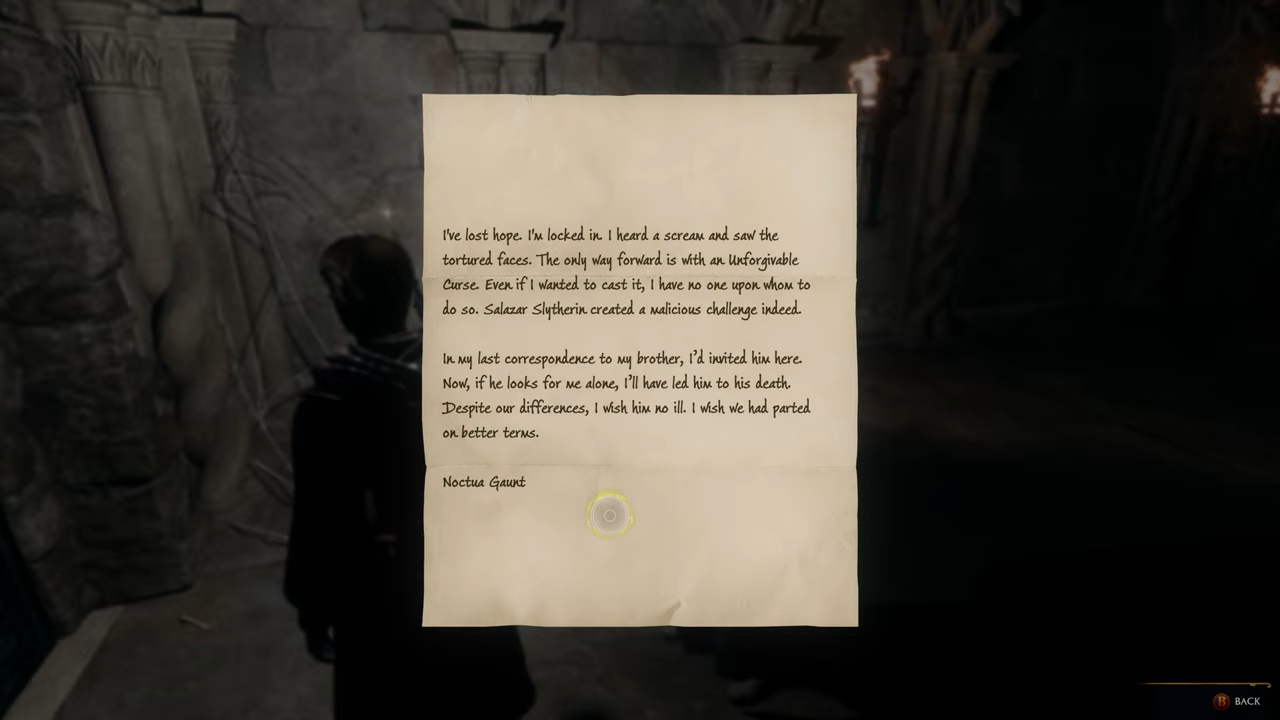 I've lost hope. I'm locked in. I heard a scream and saw the
tortured faces. The only way forward is with an Unforgivable
Curse. Even if I wanted to cast it, I have no one upon whom to
do so. Salazar Slytherin created a malicious challenge indeed.
In my last correspondence to my brother, I'd invited him here.
Now, if he looks for me alone, I'll have led him to his death.
Despite our differences, I wish him no ill. I wish we had parted
on better terms.
Noctua Gaunt
B BACK